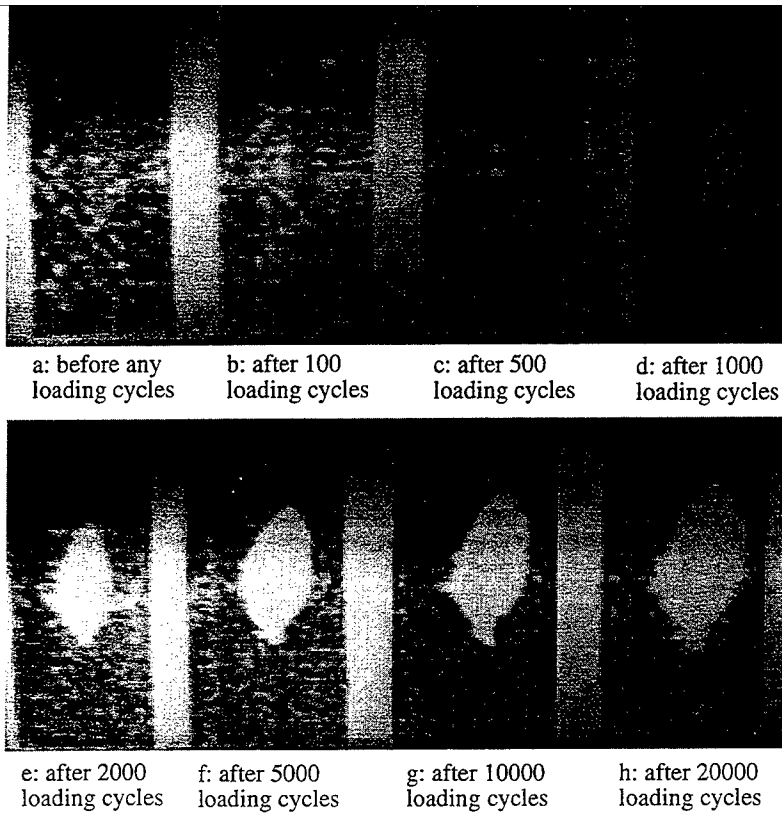 a: before any
loading cycles
b: after 100
loading cycles
c: after 500
loading cycles
d: after 1000
loading cycles
e: after 2000
loading cycles
f: after 5000
loading cycles
g: after 10000
loading cycles
h: after 20000
loading cycles